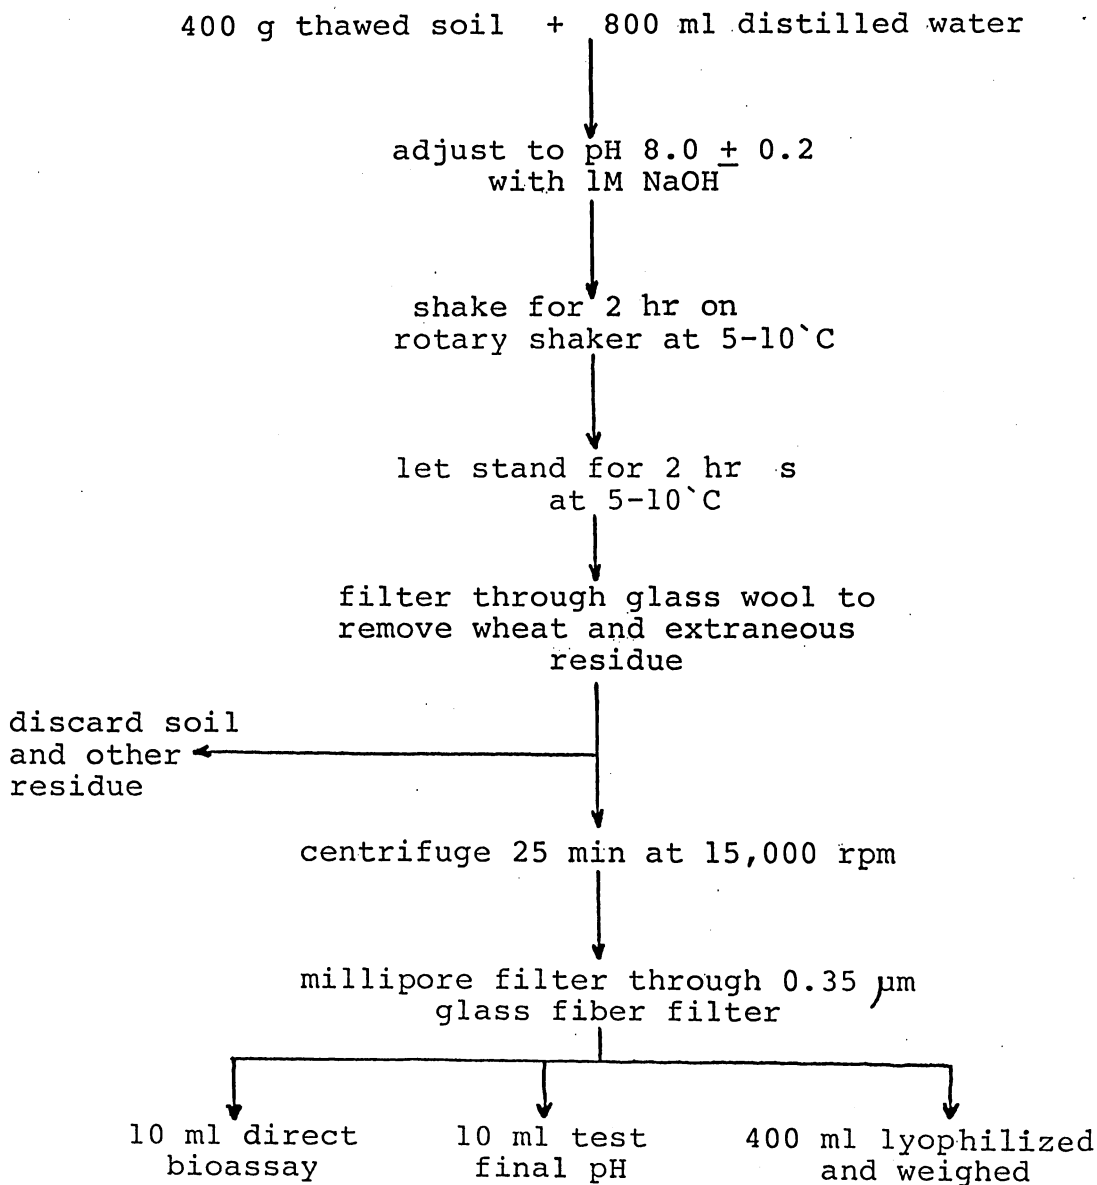 400 g thawed soil + 800 ml distilled water
adjust to pH 8.0 ± 0.2
with 1M NaOH
shake for 2 hr on
rotary shaker at 5-10`C
let stand for 2 hr s
at 5-10`C
filter through glass wool to
remove wheat and extraneous
residue
discard soil
and other
residue
centrifuge 25 min at 15,000 rpm
millipore filter through 0.35 µm
glass fiber filter
10 ml direct
bioassay
10 ml test
final pH
400 ml lyophilized
and weighed